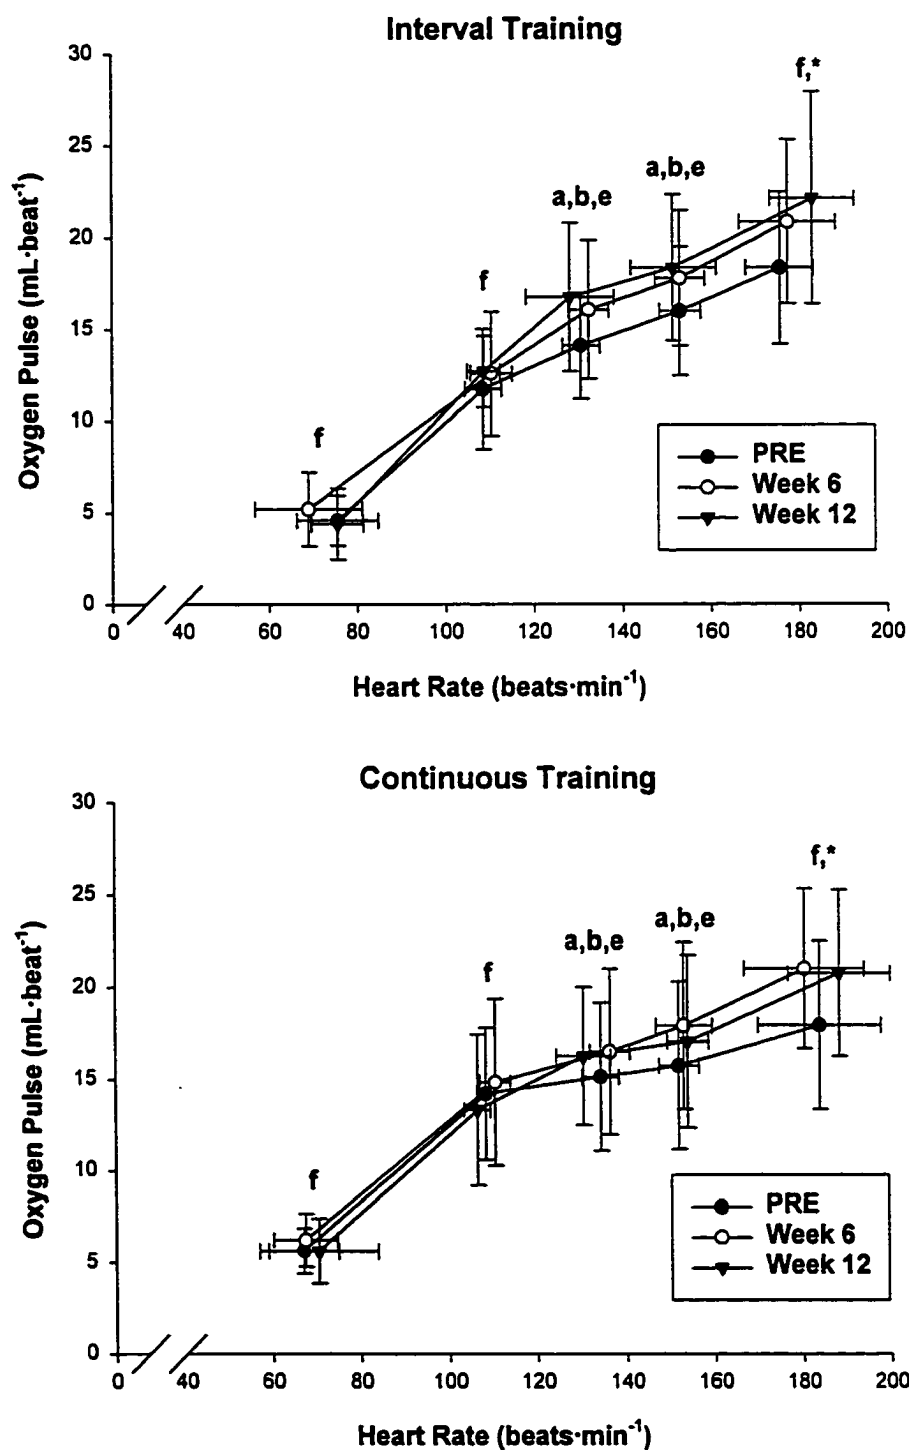 Interval Training
30
25
20
15
10
5
0
Oxygen Pulse (mL·beat⁻¹)
f
f
a,b,e
a,b,e
f,*
PRE
Week 6
Week 12
0 40 60 80 100 120 140 160 180 200
Heart Rate (beats·min⁻¹)
Continuous Training
30
25
20
15
10
5
0
Oxygen Pulse (mL·beat⁻¹)
f
f
a,b,e
a,b,e
f,*
PRE
Week 6
Week 12
0 40 60 80 100 120 140 160 180 200
Heart Rate (beats·min⁻¹)